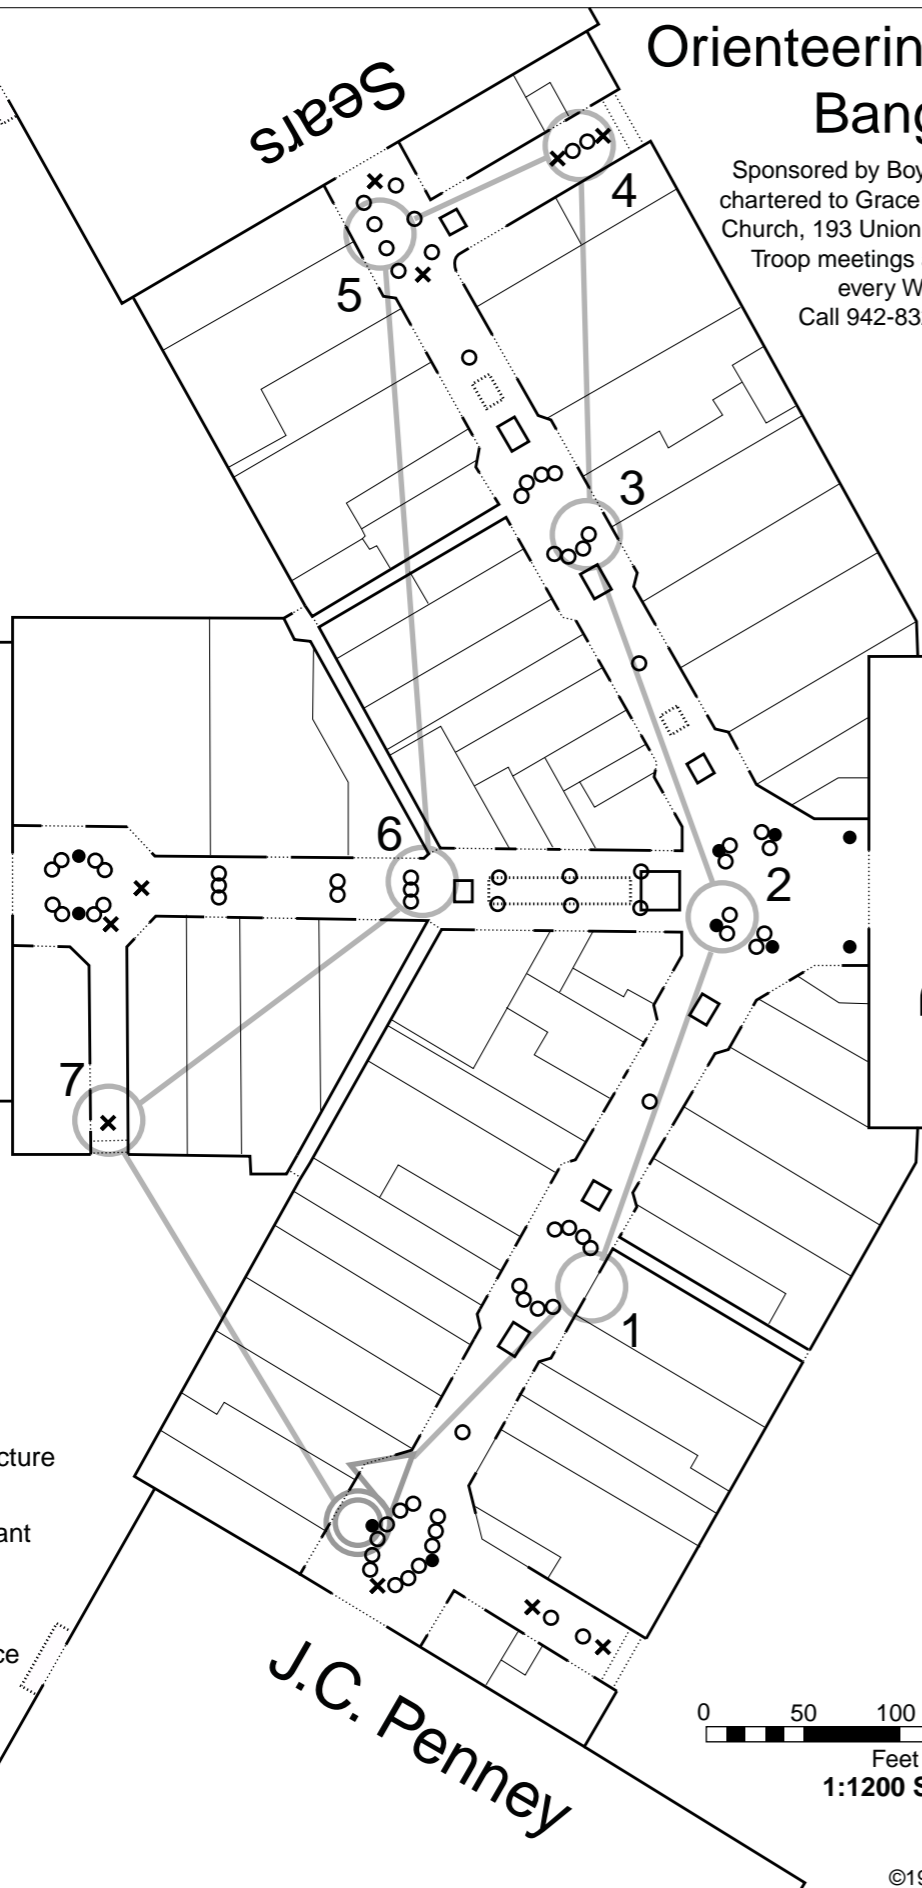 Orienteerin
Bang
Sponsored by Boy
chartered to Grace
Church, 193 Union
Troop meetings
every W
Call 942-83
Sears
4
5
3
6
2
7
1
cture
ant
ce
J.C. Penney
0 50 100
Feet
1:1200 S
©19